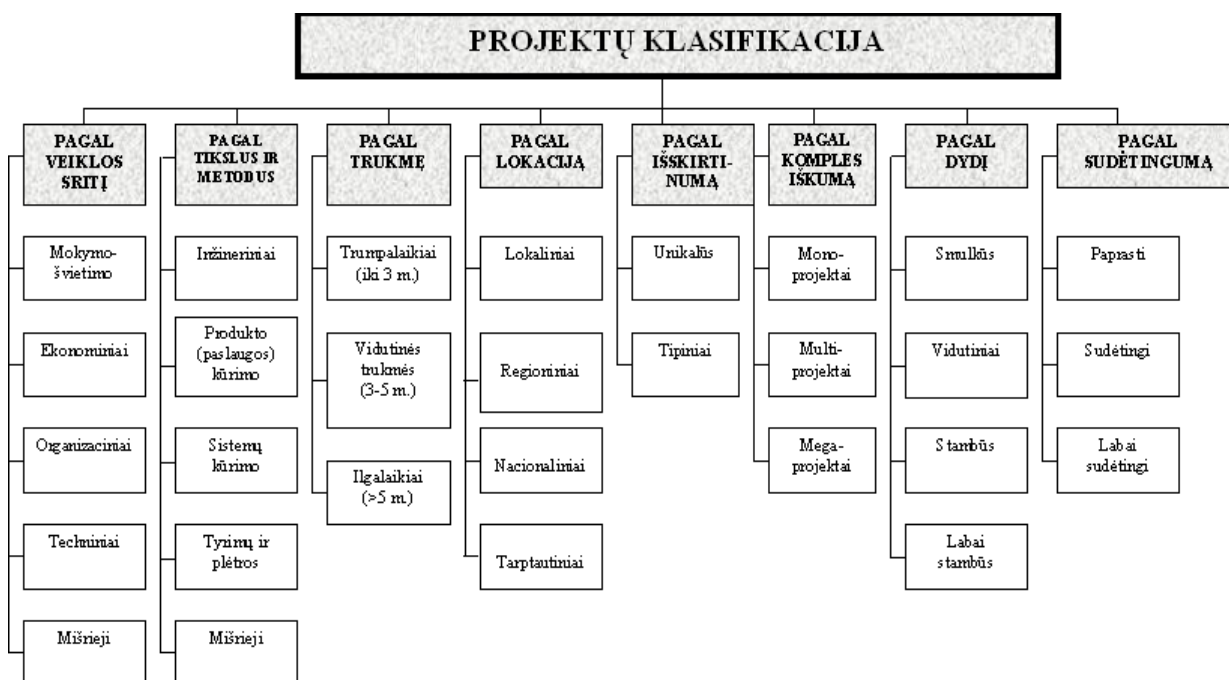 PROJEKTŲ KLASIFIKACIJA
PAGAL
VEIKLOS
SRITĮ
Mokymo-
švietimo
Ekonominiai
Organizaciniai
Techniniai
Mišrieji
PAGAL
TIKSLUS IR
METODUS
Inžineriniai
Produkto
(paslaugos)
kūrimo
Sistemų
kūrimo
Tyrimų ir
plėtros
Mišrieji
PAGAL
TRUKMĘ
Trumpalaikiai
(iki 3 m.)
Vidutinės
trukmės
(3-5 m.)
Ilgalaikiai
(>5 m.)
PAGAL
LOKACIJĄ
Lokaliniai
Regioniniai
Nacionaliniai
Tarptautiniai
PAGAL
IŠSKIRTI-
NUMĄ
Unikalūs
Tipiniai
PAGAL
KOMPLES
IŠKUMĄ
Mono-
projektai
Multi-
projektai
Mega-
projektai
PAGAL
DYDĮ
Smulkūs
Vidutiniai
Stambūs
Labai
stambūs
PAGAL
SUDĖTINGUMĄ
Paprasti
Sudėtingi
Labai
sudėtingi